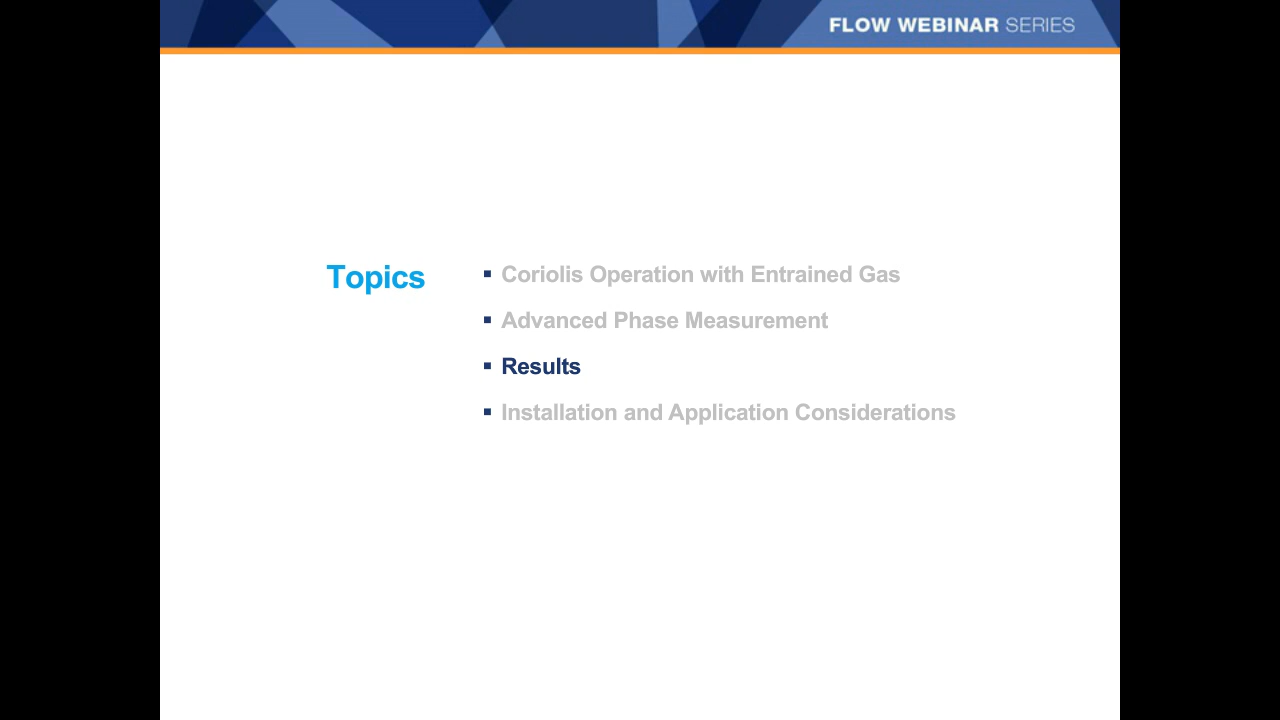 FLOW WEBINAR SERIES
Topics
▪ Coriolis Operation with Entrained Gas
▪ Advanced Phase Measurement
▪ Results
▪ Installation and Application Considerations